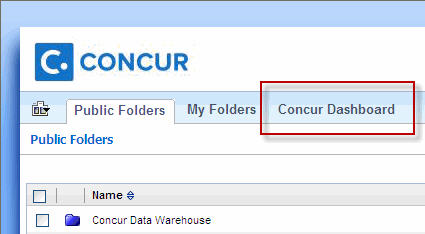 C. CONCUR
Public Folders My Folders Concur Dashboard
Public Folders
Name
Concur Data Warehouse